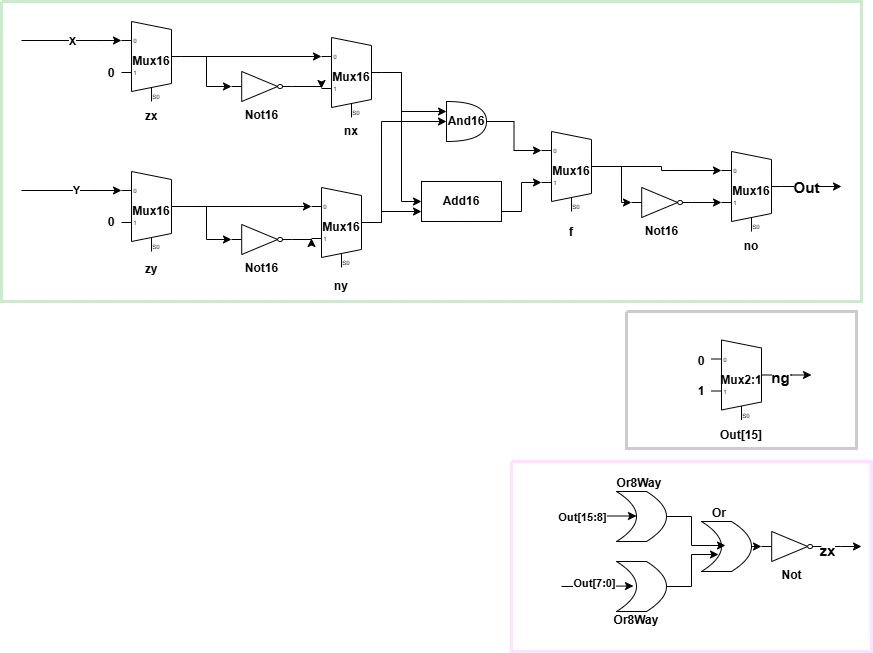 X
0
1
Mux16
0
S0
zx
Not16
0
1
Mux16
S0
nx
And16
Y
0
1
Mux16
0
S0
zy
Not16
0
1
Mux16
S0
ny
Add16
0
1
Mux16
S0
f
Not16
0
1
Mux16
S0
no
Out
0
0
Mux2:1
1
1
S0
ng
Out[15]
Or8Way
Out[15:8]
Or
Out[7:0]
Or8Way
Not
zx